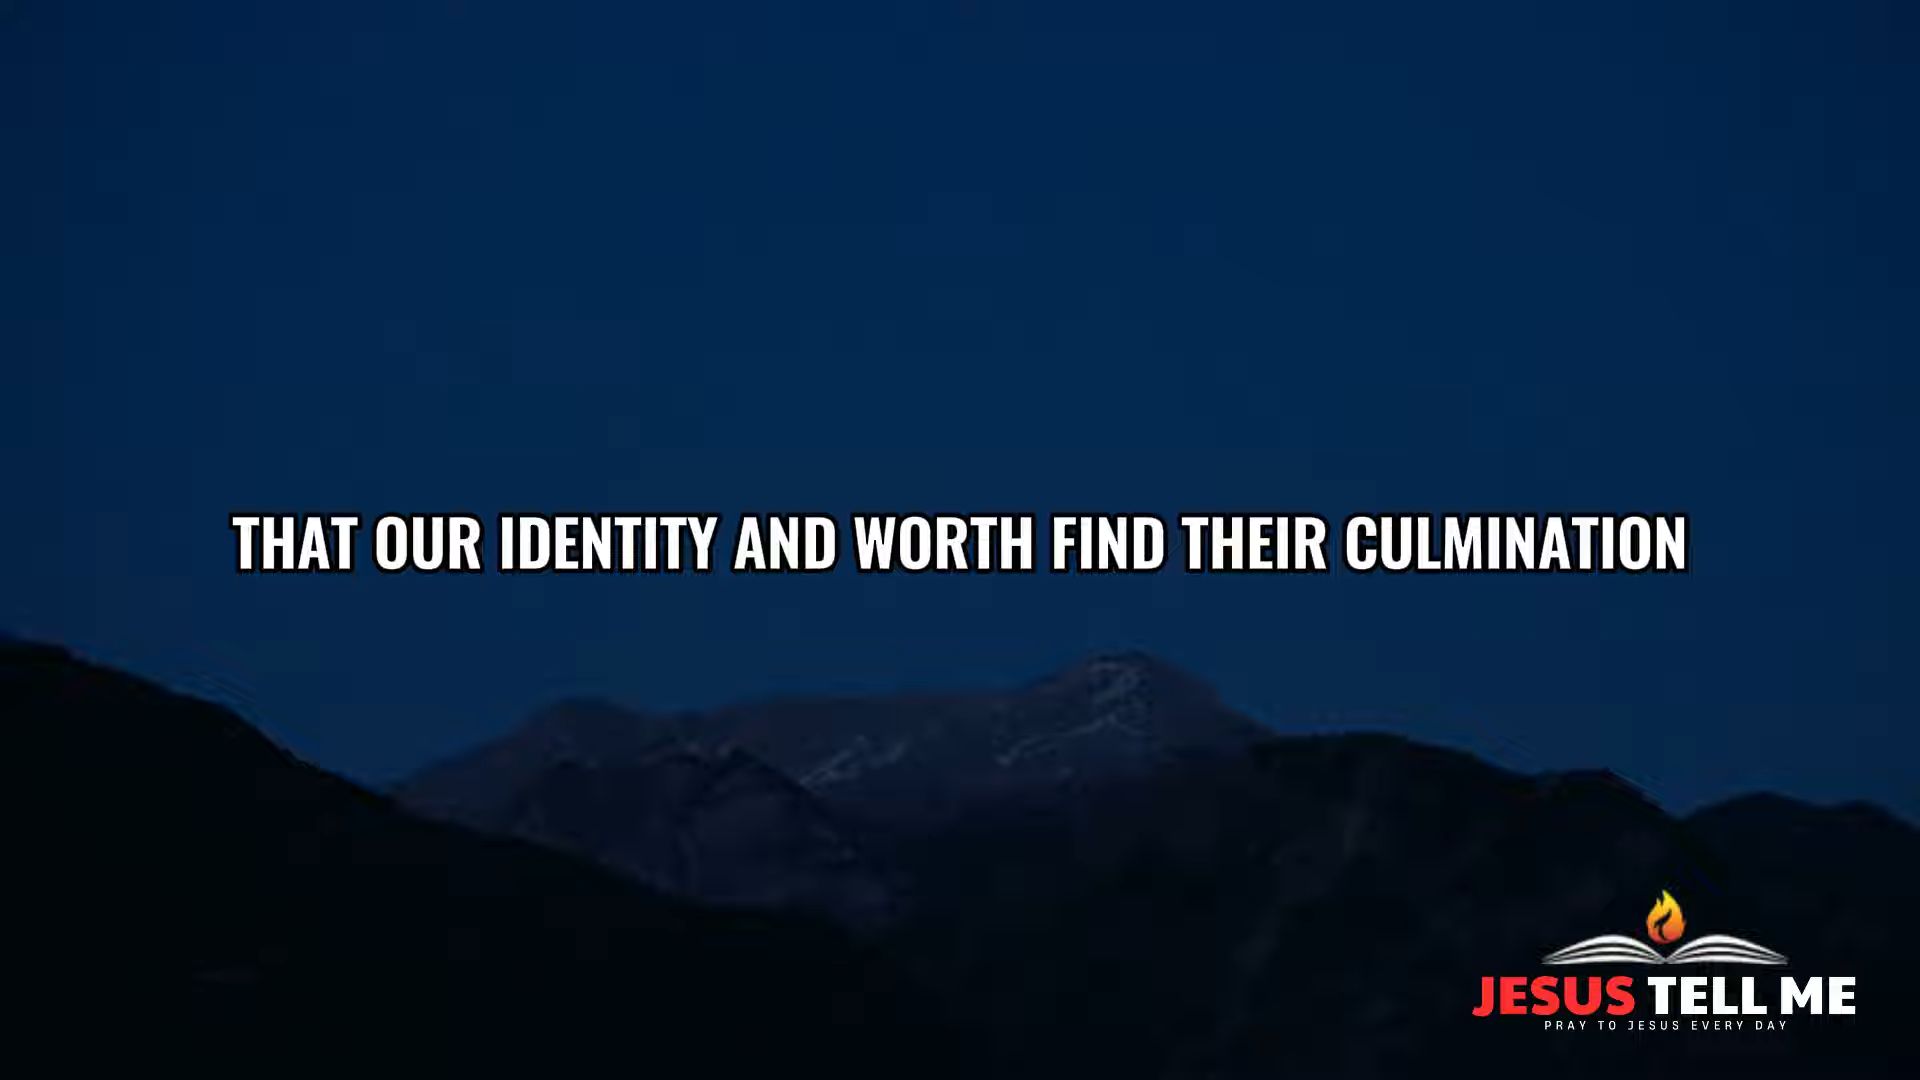 THAT OUR IDENTITY AND WORTH FIND THEIR CULMINATION
JESUS TELL ME
PRAY TO JESUS EVERY DAY